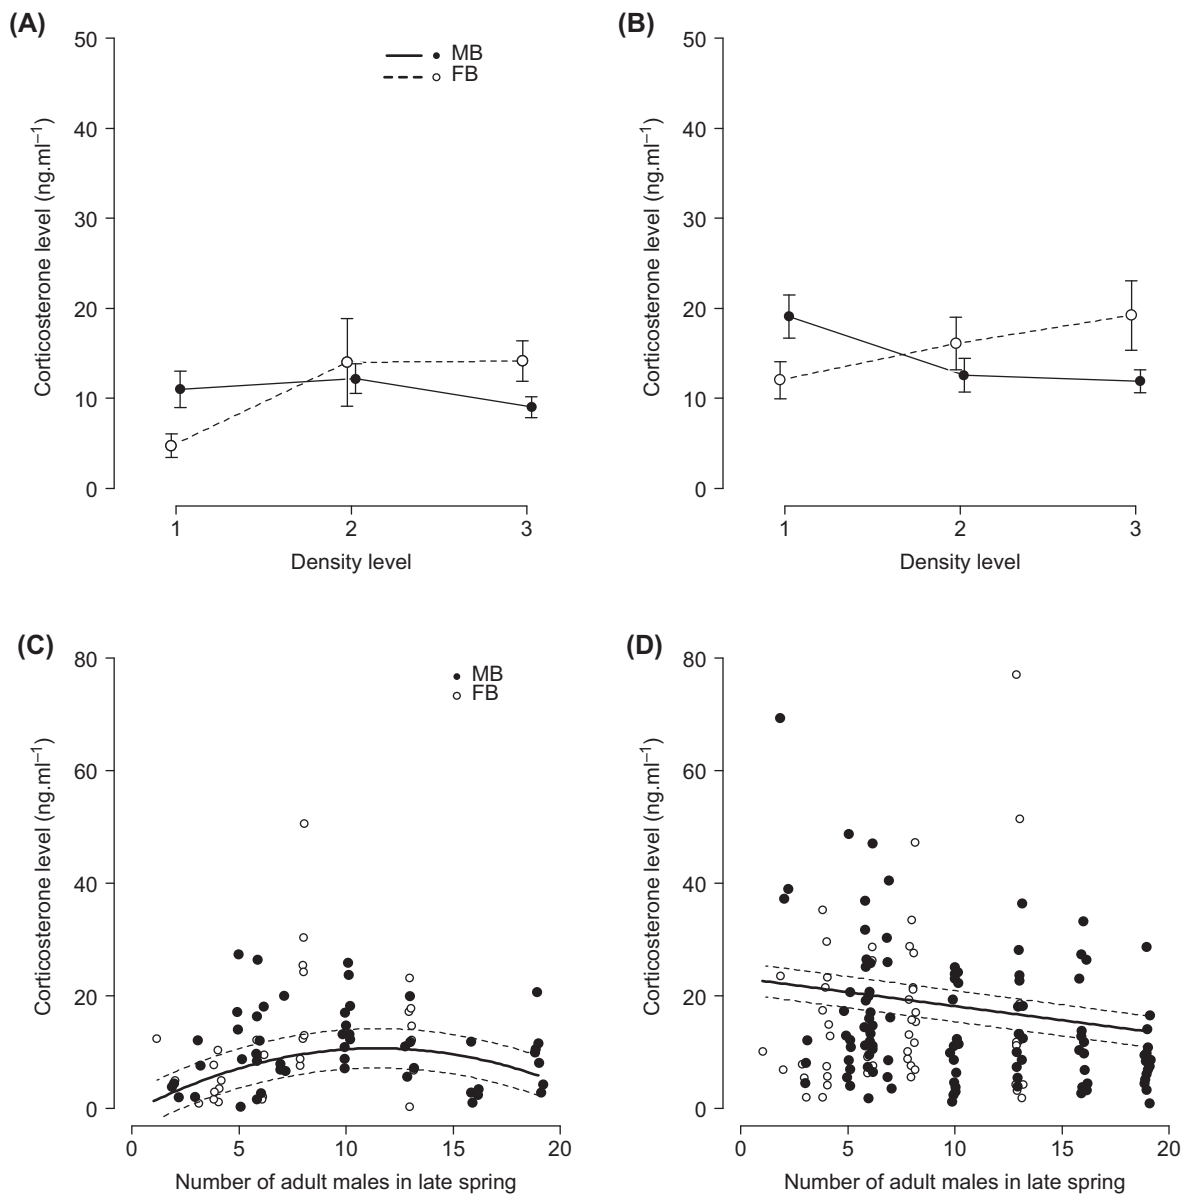 (A)
50
40
30
20
10
0
Corticosterone level (ng.ml⁻¹)
MB
FB
1 2 3
Density level
(B)
50
40
30
20
10
0
Corticosterone level (ng.ml⁻¹)
1 2 3
Density level
(C)
80
60
40
20
0
Corticosterone level (ng.ml⁻¹)
MB
FB
0 5 10 15 20
Number of adult males in late spring
(D)
80
60
40
20
0
Corticosterone level (ng.ml⁻¹)
0 5 10 15 20
Number of adult males in late spring